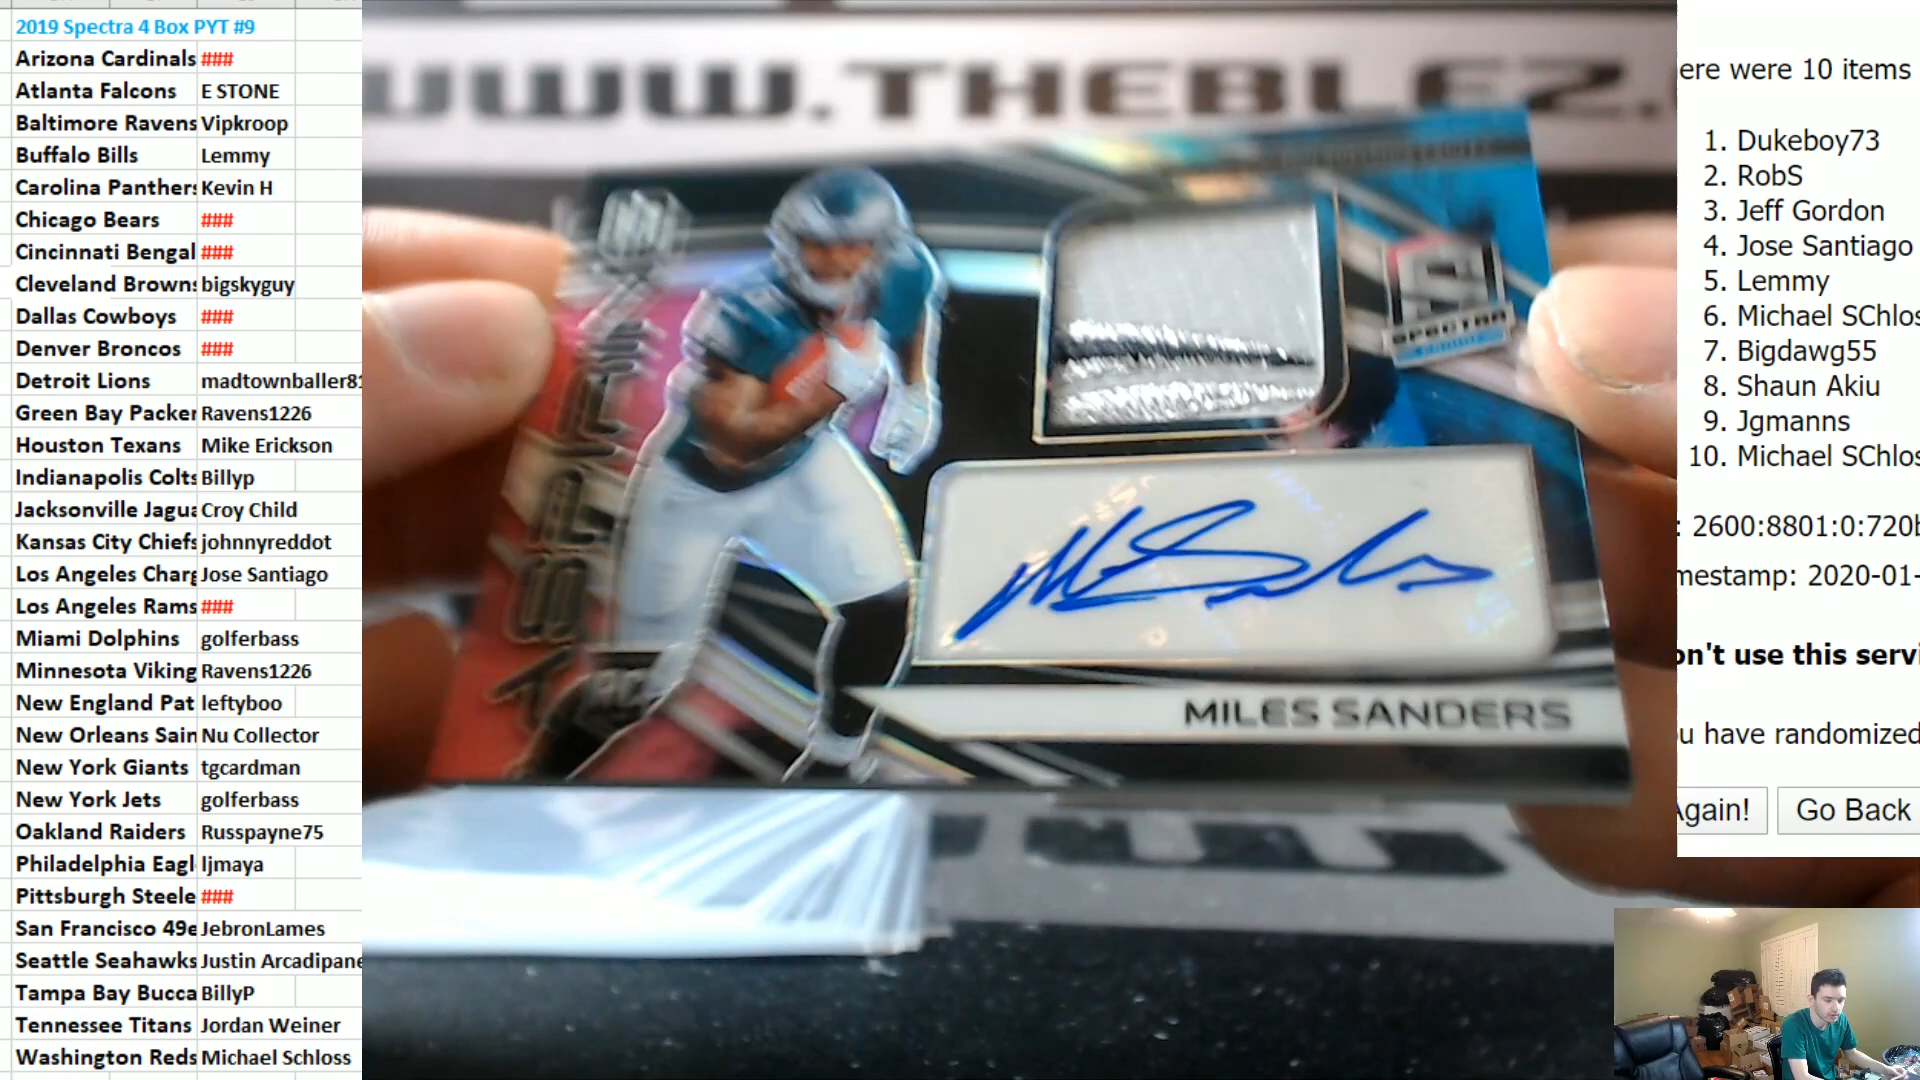 2019 Spectra 4 Box PYT #9
Arizona Cardinals ###
Atlanta Falcons E STONE
Baltimore Ravens Vipkroop
Buffalo Bills Lemmy
Carolina Panthers Kevin H
Chicago Bears ###
Cincinnati Bengal ###
Cleveland Browns bigskyguy
Dallas Cowboys ###
Denver Broncos ###
Detroit Lions madtownballer81
Green Bay Packer Ravens1226
Houston Texans Mike Erickson
Indianapolis Colts Billyp
Jacksonville Jagua Croy Child
Kansas City Chiefs johnnyreddot
Los Angeles Charg Jose Santiago
Los Angeles Rams ###
Miami Dolphins golferbass
Minnesota Viking Ravens1226
New England Pat leftyboo
New Orleans Sain Nu Collector
New York Giants tgcardman
New York Jets golferbass
Oakland Raiders Russpayne75
Philadelphia Eagl ljmaya
Pittsburgh Steele ###
San Francisco 49e JebronLames
Seattle Seahawks Justin Arcadipane
Tampa Bay Bucca BillyP
Tennessee Titans Jordan Weiner
Washington Reds Michael Schloss
WWW.THEBLEZ.
SPECTRA
MILES SANDERS
ere were 10 items
1. Dukeboy73
2. RobS
3. Jeff Gordon
4. Jose Santiago
5. Lemmy
6. Michael SChlos
7. Bigdawg55
8. Shaun Akiu
9. Jgmanns
10. Michael SChlos
: 2600:8801:0:720b
mestamp: 2020-01-
on't use this servi
u have randomized
Again! Go Back